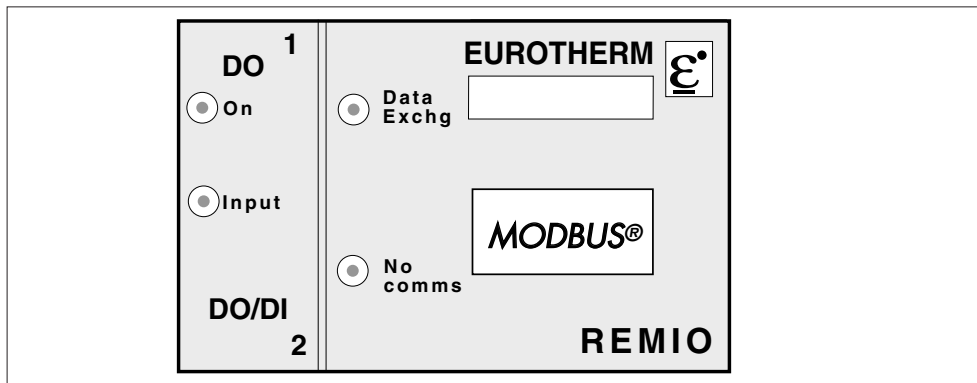 1
DO
On
Input
DO/DI
2
Data
Exchg
No
comms
EUROTHERM
ε
MODBUS®
REMIO